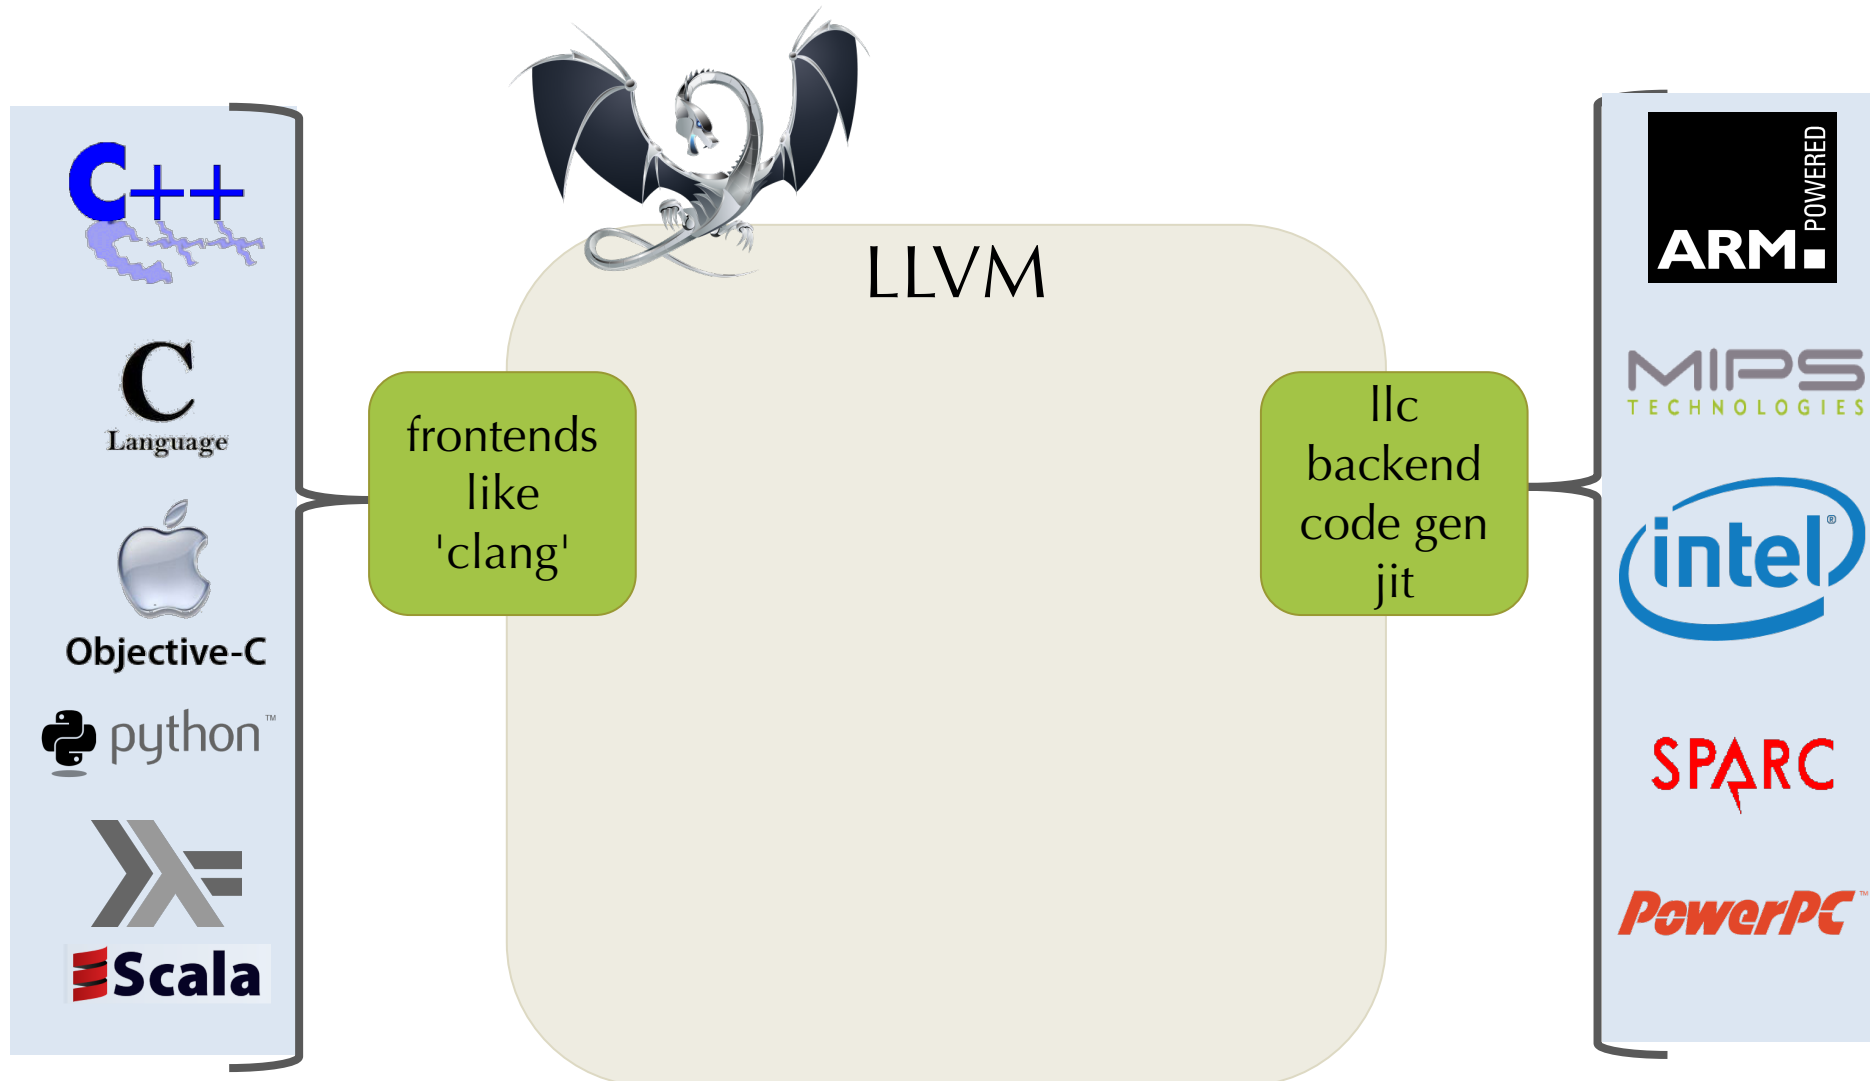 C++
C
Language
Objective-C
python™
Scala
LLVM
frontends
like
'clang'
llc
backend
code gen
jit
ARM
POWERED
MIPS
TECHNOLOGIES
intel®
SPARC
PowerPC™